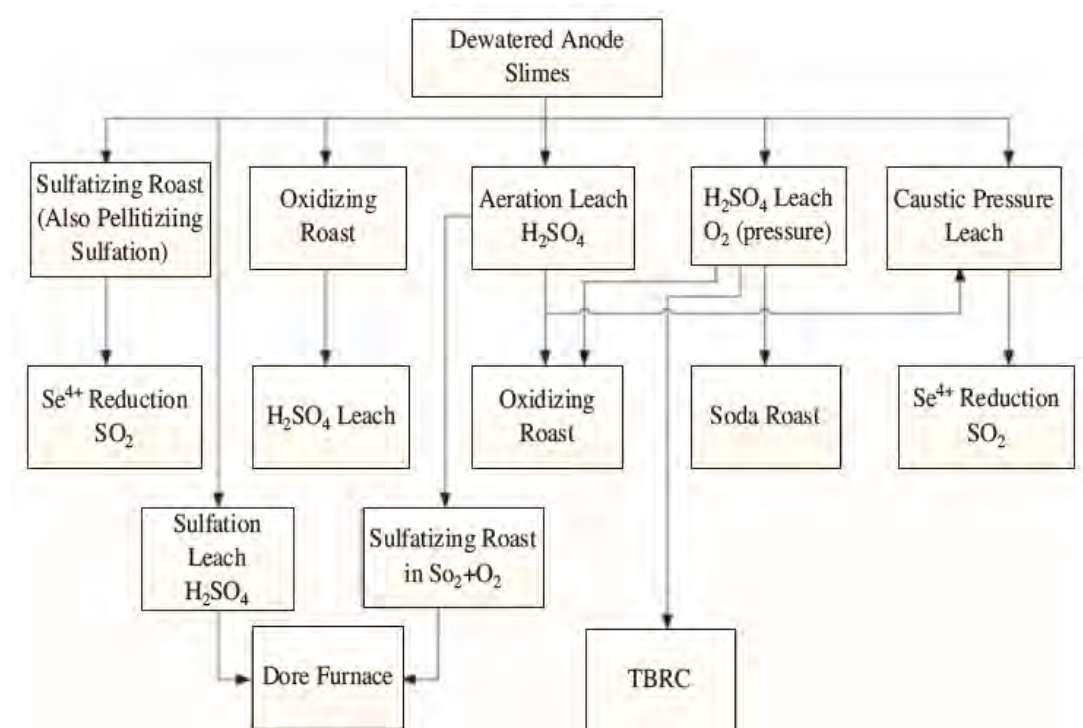 Dewatered Anode
Slimes
Sulfatizing Roast
(Also Pellitiziing
Sulfation)
Oxidizing
Roast
Aeration Leach
H₂SO₄
H₂SO₄ Leach
O₂ (pressure)
Caustic Pressure
Leach
Se⁴⁺ Reduction
SO₂
H₂SO₄ Leach
Oxidizing
Roast
Soda Roast
Se⁴⁺ Reduction
SO₂
Sulfation
Leach
H₂SO₄
Sulfatizing Roast
in So₂+O₂
Dore Furnace
TBRC